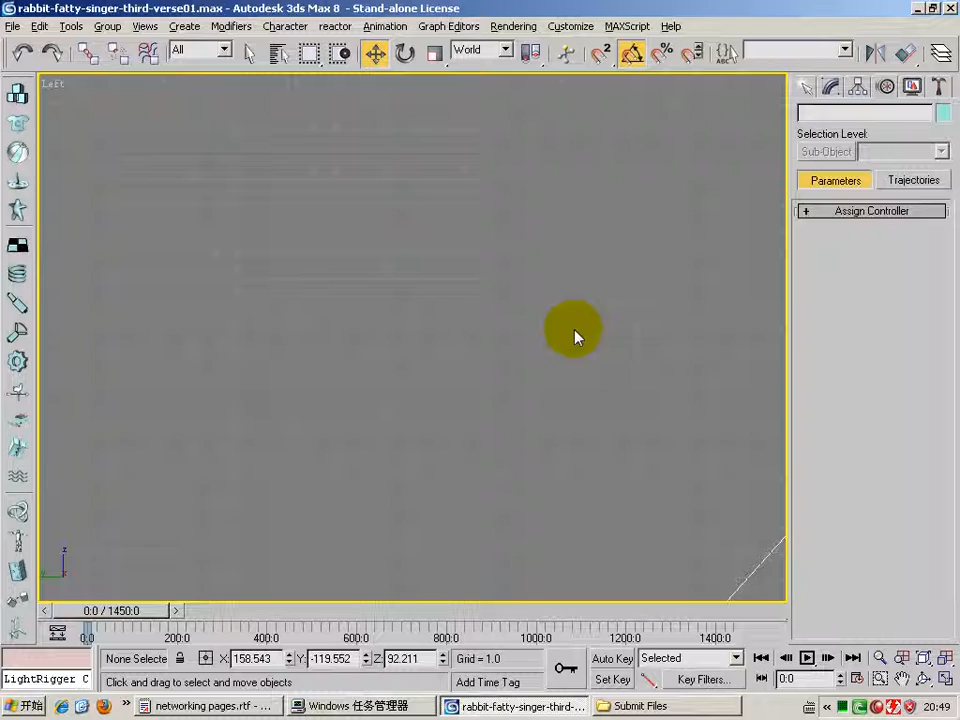 rabbit-fatty-singer-third-verse01.max - Autodesk 3ds Max 8 - Stand-alone License
File Edit Tools Group Views Create Modifiers Character reactor Animation Graph Editors Rendering Customize MAXScript Help
All World
Left
Selection Level:
Sub-Object
Parameters Trajectories
+ Assign Controller
z
0:0 / 1450:0
0:0 200:0 400:0 600:0 800:0 1000:0 1200:0 1400:0
None Selecte X: 158.543 Y: -119.552 Z: 92.211 Grid = 1.0 Auto Key Selected
LightRigger C Click and drag to select and move objects Add Time Tag Set Key Key Filters... 0:0
开始 networking pages.rtf - ... Windows 任务管理器 rabbit-fatty-singer-third-... Submit Files 20:49